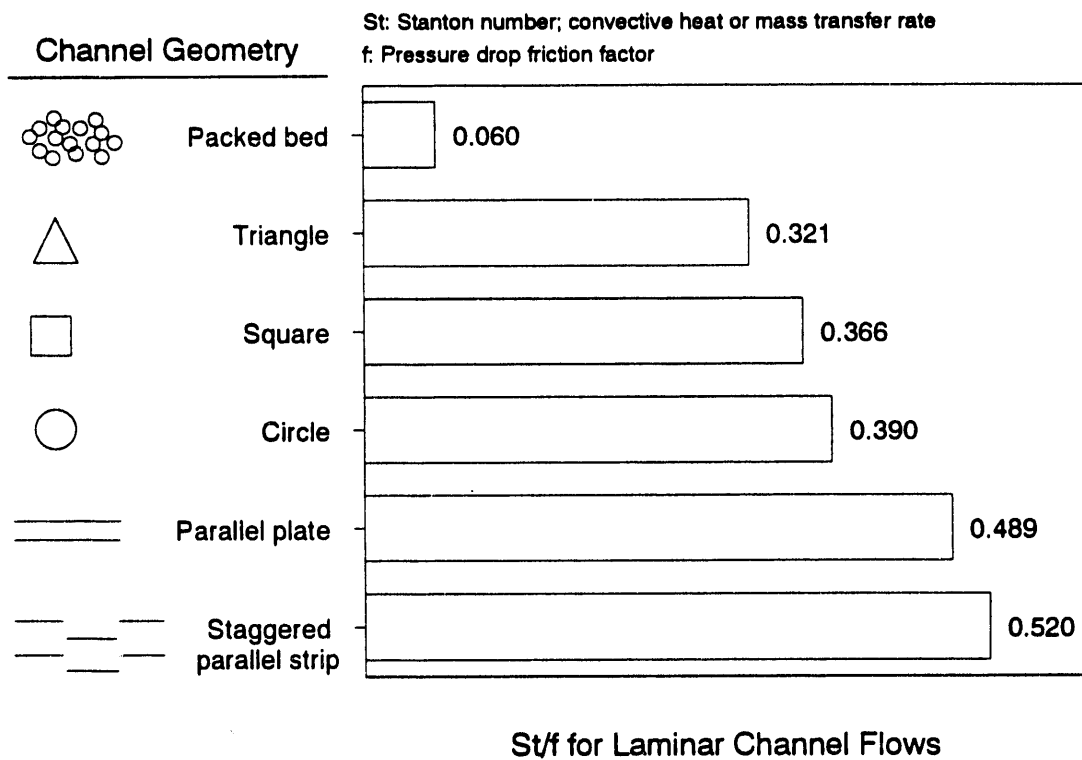 St: Stanton number; convective heat or mass transfer rate
f: Pressure drop friction factor
Channel Geometry
Packed bed
0.060
Triangle
0.321
Square
0.366
Circle
0.390
Parallel plate
0.489
Staggered
parallel strip
0.520
St/f for Laminar Channel Flows